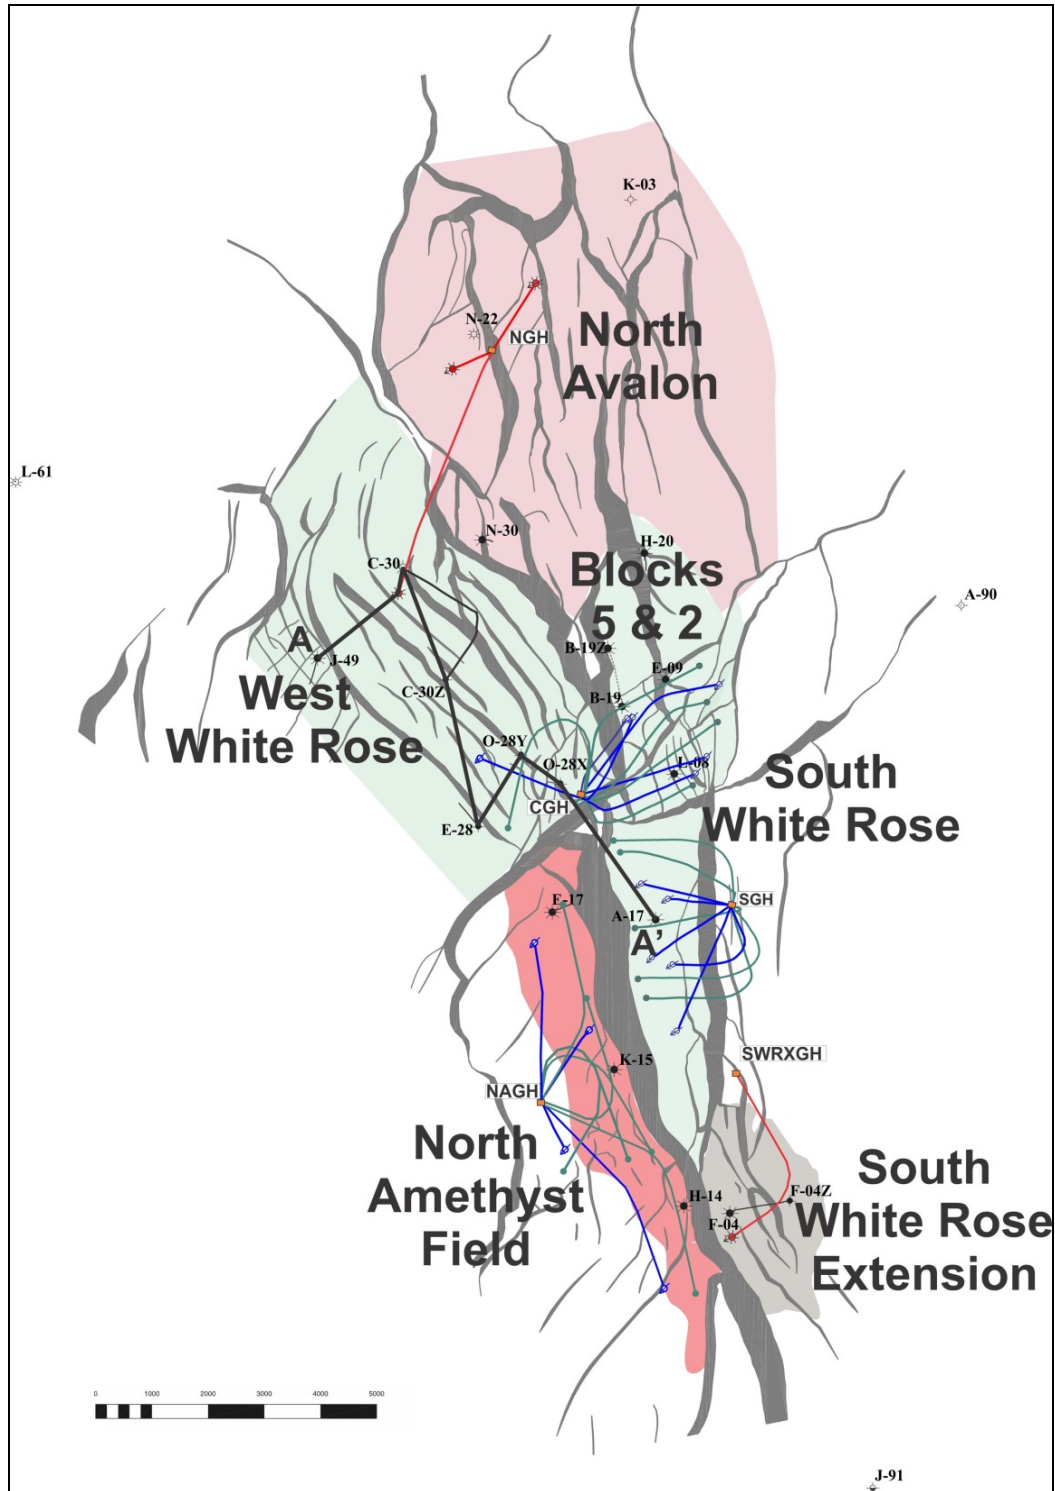 K-03
N-22
NGH
North
Avalon
L-61
N-30
H-20
C-30
Blocks
5 & 2
A-90
A
J-49
B-19Z
E-09
C-30Z
B-19
West
White Rose
O-28Y
O-28X
L-08
South
White Rose
CGH
E-28
E-17
SGH
A-17
A'
K-15
SWRXGH
NAGH
North
Amethyst
Field
South
White Rose
Extension
H-14
F-04Z
F-04
0 1000 2000 3000 4000 5000
J-91